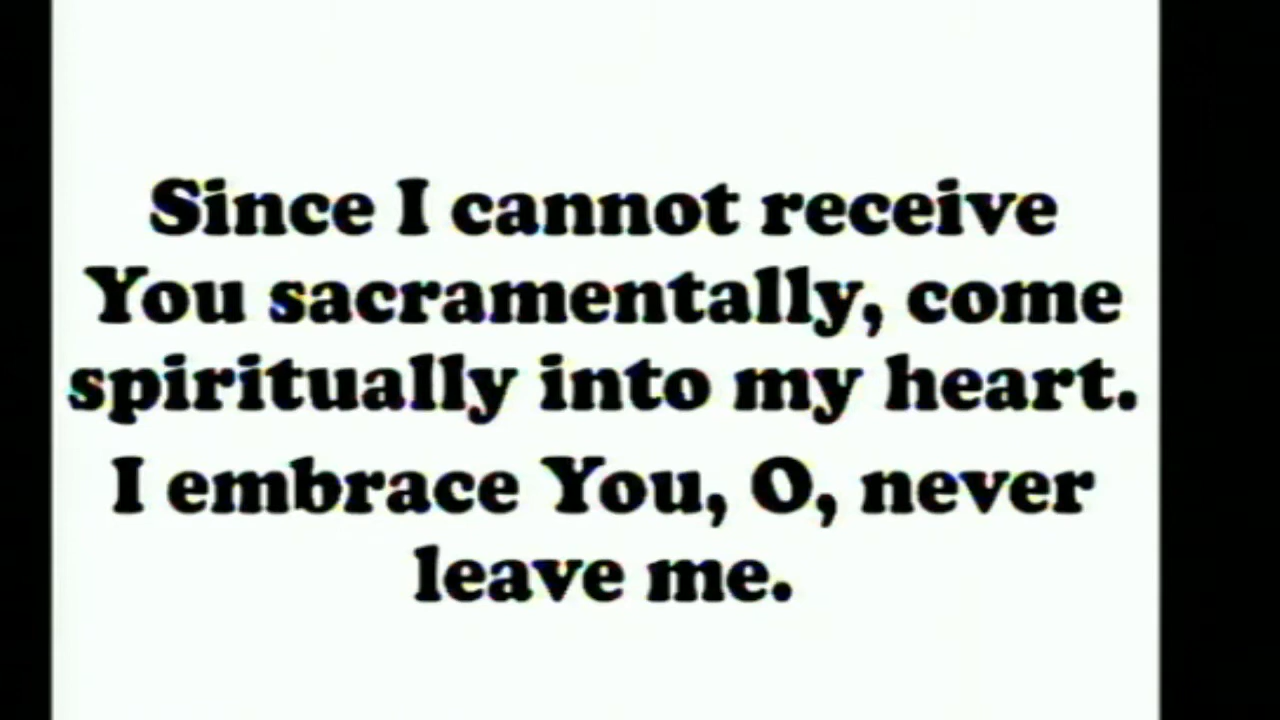 Since I cannot receive
You sacramentally, come
spiritually into my heart.
I embrace You, O, never
leave me.